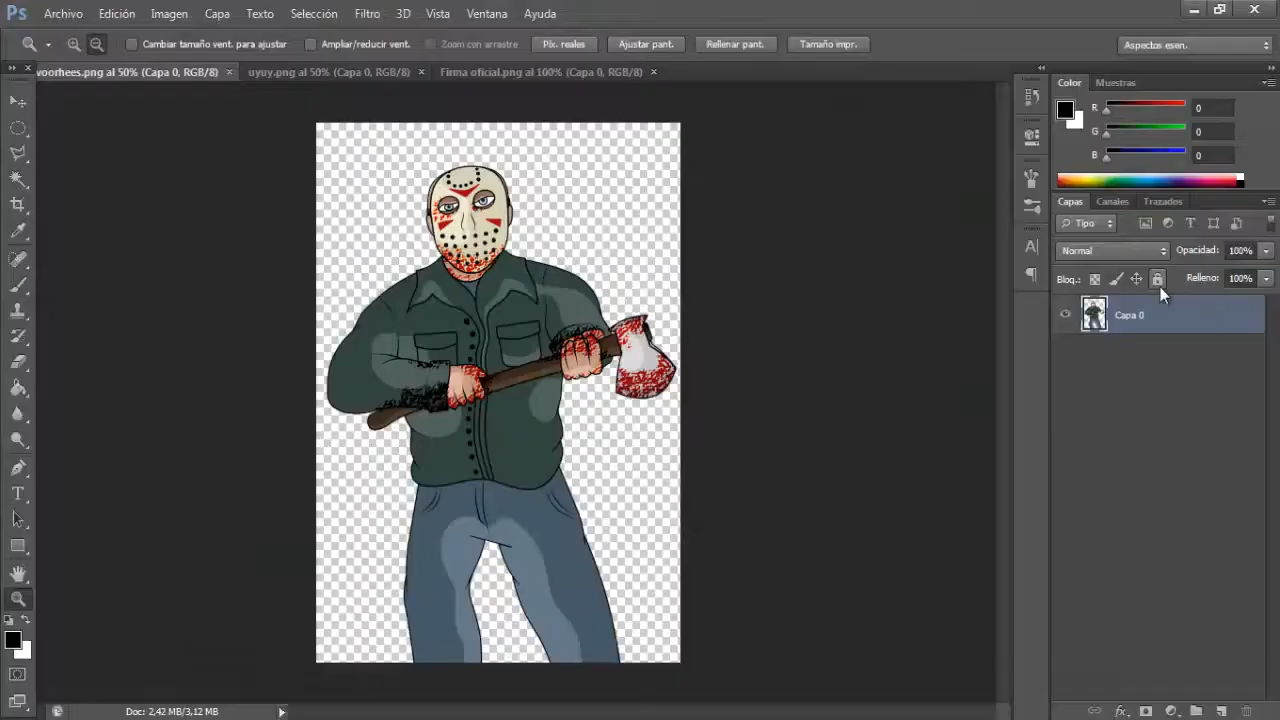 Ps Archivo Edición Imagen Capa Texto Selección Filtro 3D Vista Ventana Ayuda
Cambiar tamaño vent. para ajustar Ampliar/reducir vent. Zoom con arrastre Píx. reales Ajustar pant. Rellenar pant. Tamaño impr. Aspectos esen.
voorhees.png al 50% (Capa 0, RGB/8) uyuy.png al 50% (Capa 0, RGB/8) Firma oficial.png al 100% (Capa 0, RGB/8)
Color Muestras
R 0
G 0
B 0
Capas Canales Trazados
Tipo
Normal Opacidad: 100%
Bloq.: Relleno: 100%
Capa 0
Doc: 2,42 MB/3,12 MB